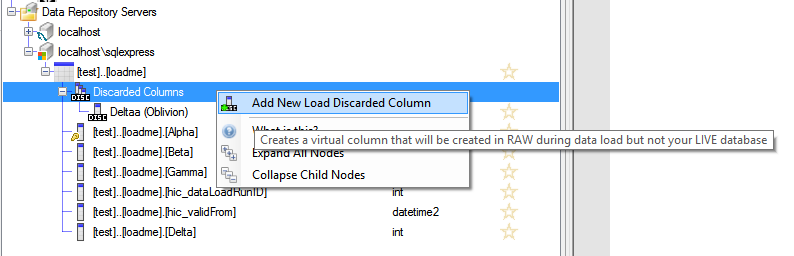 Data Repository Servers
localhost
localhost\sqlexpress
[test]..[loadme]
DISC Discarded Columns
Add New Load Discarded Column
DISC Deltaa (Oblivion)
[test]..[loadme].[Alpha]
What is this?
Creates a virtual column that will be created in RAW during data load but not your LIVE database
[test]..[loadme].[Beta]
Expand All Nodes
[test]..[loadme].[Gamma]
Collapse Child Nodes
[test]..[loadme].[hic_dataLoadRunID] int
[test]..[loadme].[hic_validFrom] datetime2
[test]..[loadme].[Delta] int